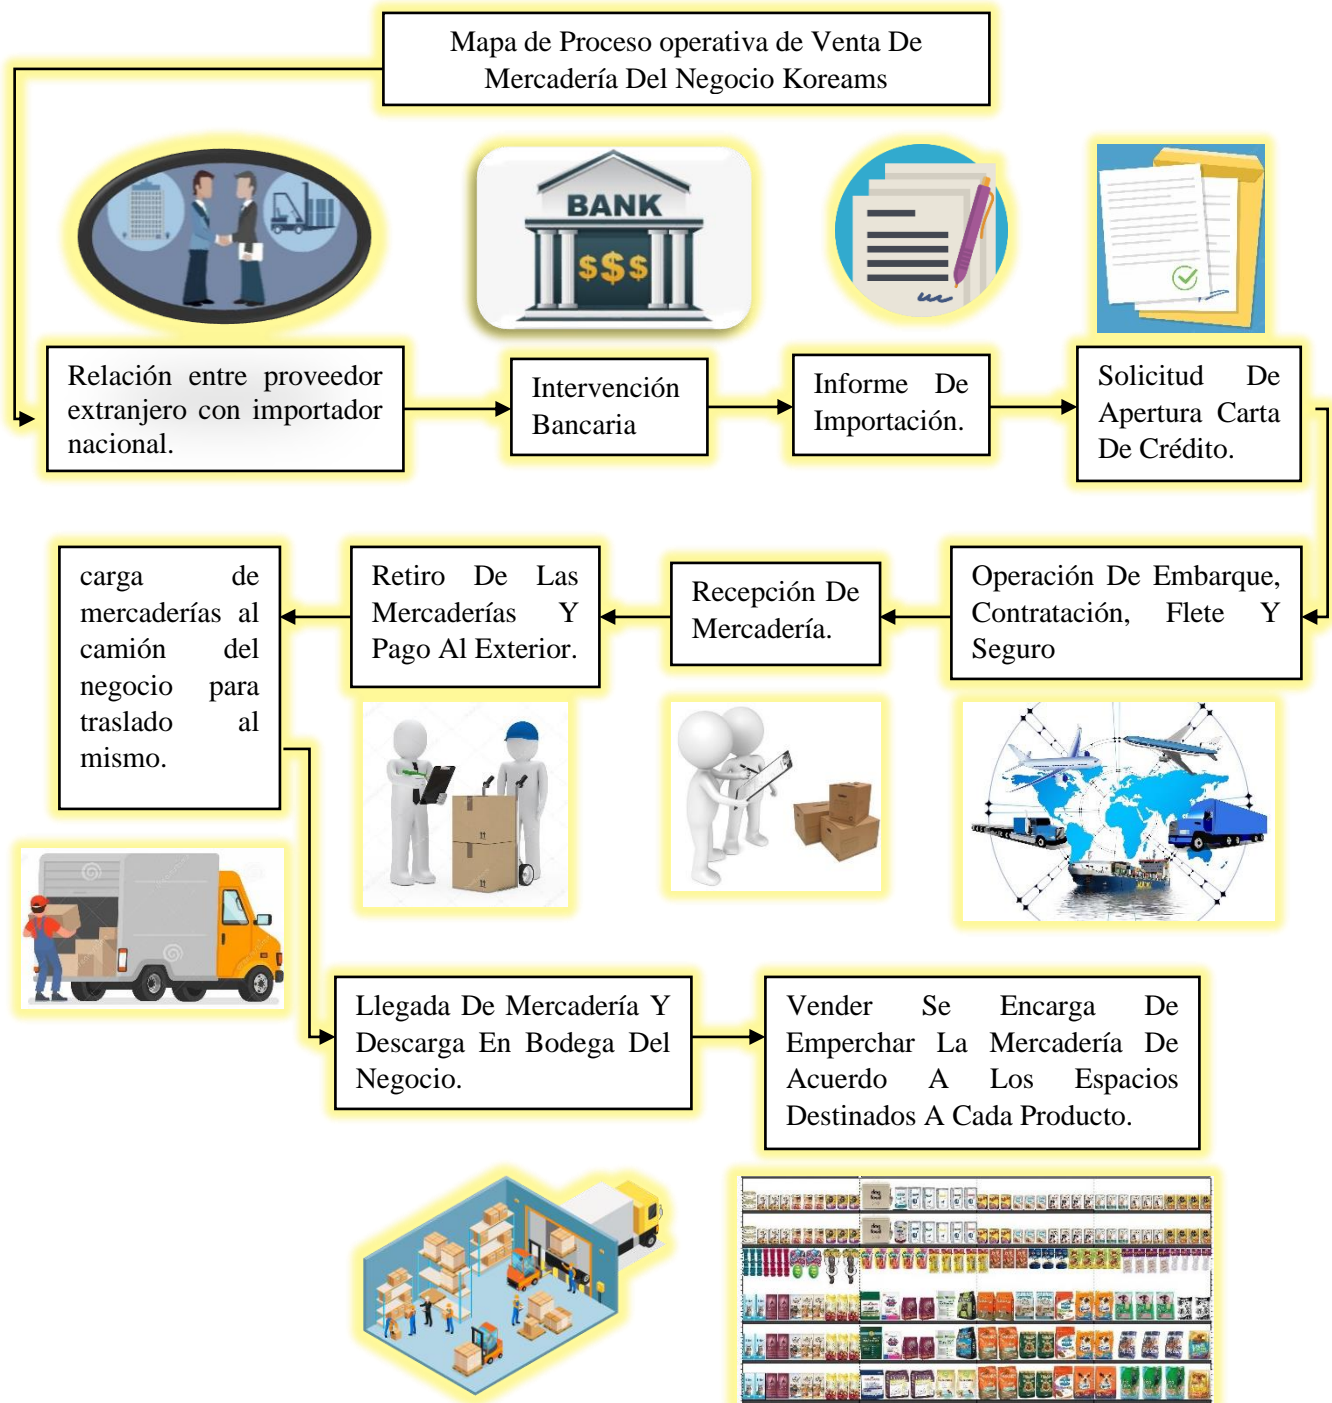 Mapa de Proceso operativa de Venta De
Mercadería Del Negocio Koreams
BANK
$$$
Relación entre proveedor
extranjero con importador
nacional.
Intervención
Bancaria
Informe De
Importación.
Solicitud De
Apertura Carta
De Crédito.
Operación De Embarque,
Contratación, Flete Y
Seguro
Recepción De
Mercadería.
Retiro De Las
Mercaderías Y
Pago Al Exterior.
carga de
mercaderías al
camión del
negocio para
traslado al
mismo.
Llegada De Mercadería Y
Descarga En Bodega Del
Negocio.
Vender Se Encarga De
Emperchar La Mercadería De
Acuerdo A Los Espacios
Destinados A Cada Producto.
dog
food
dog
food